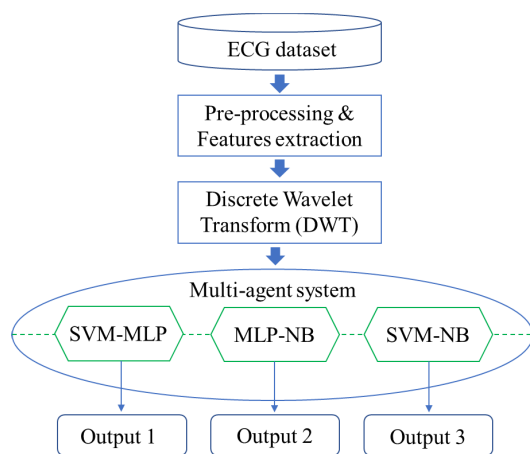 ECG dataset
Pre-processing &
Features extraction
Discrete Wavelet
Transform (DWT)
Multi-agent system
SVM-MLP
MLP-NB
SVM-NB
Output 1
Output 2
Output 3